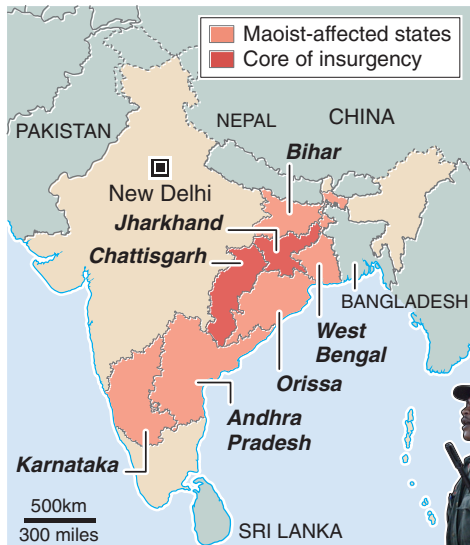 Maoist-affected states
Core of insurgency
PAKISTAN
NEPAL
CHINA
Bihar
New Delhi
Jharkhand
Chattisgarh
BANGLADESH
West
Bengal
Orissa
Andhra
Pradesh
Karnataka
500km
300 miles
SRI LANKA